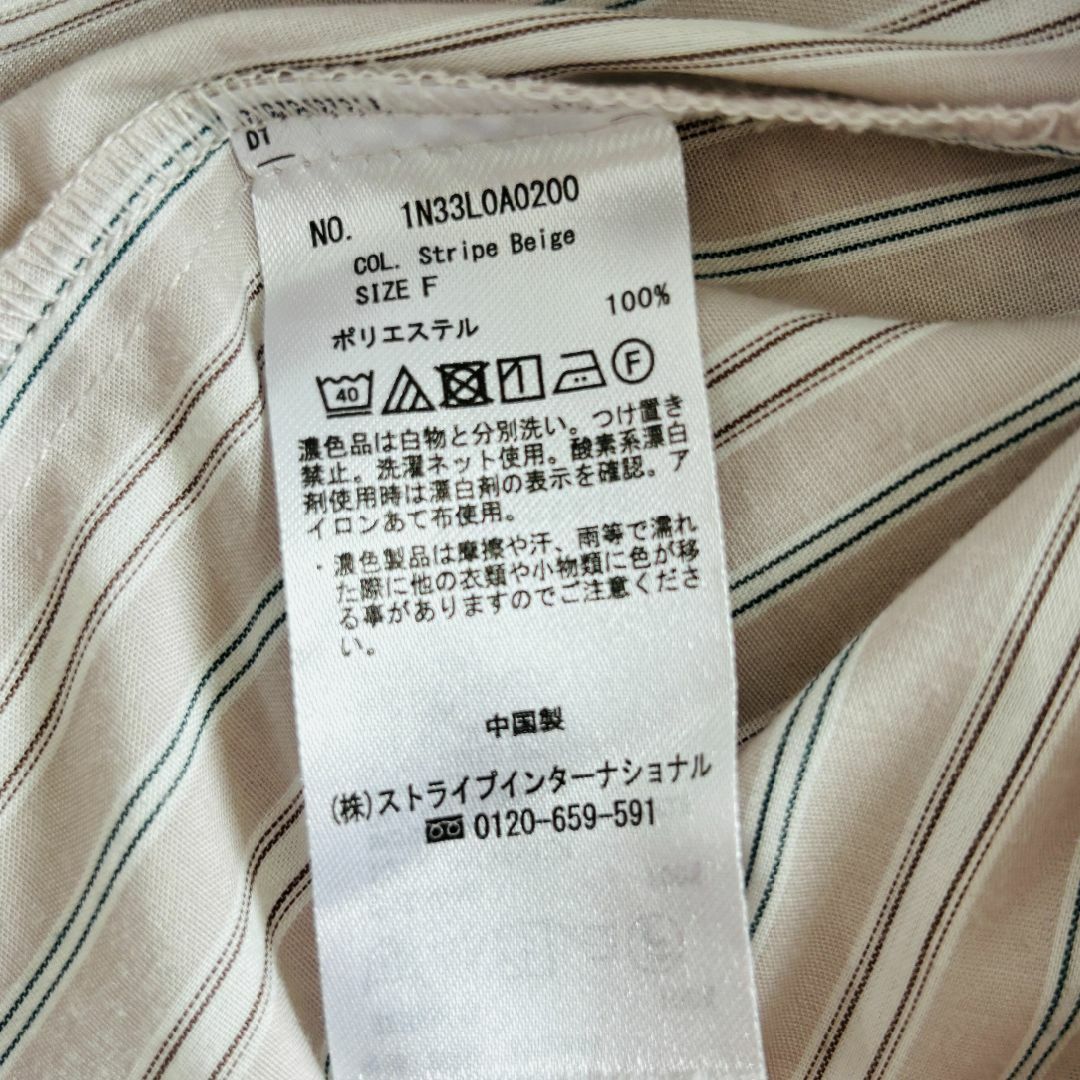 DT
NO. 1N33L0A0200
COL. Stripe Beige
SIZE F
ポリエステル 100%
40 F
濃色品は白物と分別洗い。つけ置き
禁止。洗濯ネット使用。酸素系漂白
剤使用時は漂白剤の表示を確認。ア
イロンあて布使用。
・濃色製品は摩擦や汗、雨等で濡れ
た際に他の衣類や小物類に色が移
る事がありますのでご注意くださ
い。
中国製
(株)ストライプインターナショナル
0120-659-591